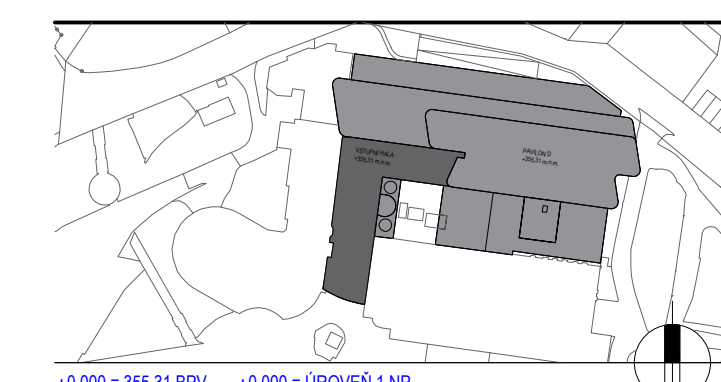 VSTUPNÍ HALA
+355,31 m.n.m.
PAVILON D
+355,31 m.n.m.
±0,000 = 355,31 BPV ±0,000 = ÚROVEŇ 1.NP